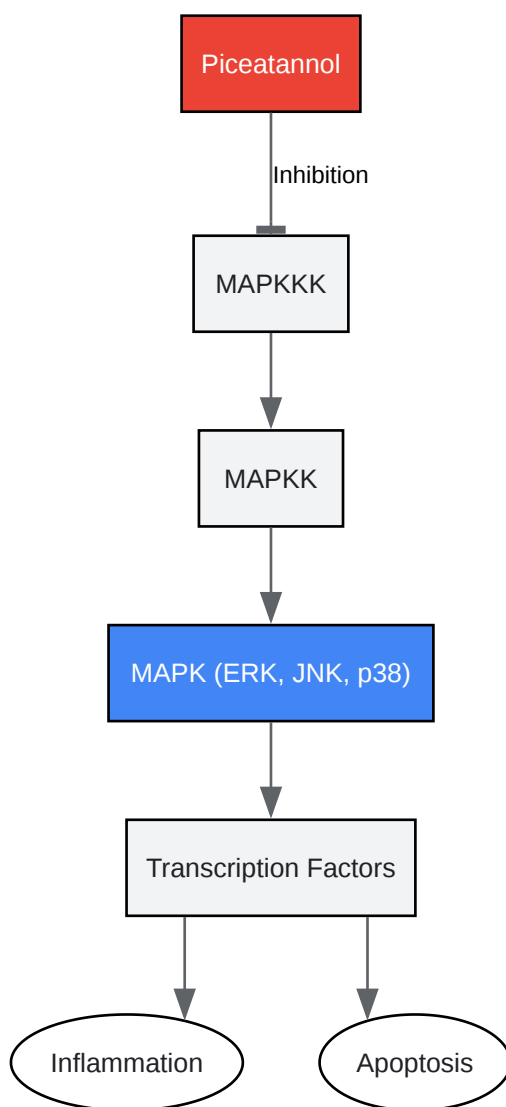 Piceatannol
Inhibition
MAPKKK
MAPKK
MAPK (ERK, JNK, p38)
Transcription Factors
Inflammation
Apoptosis